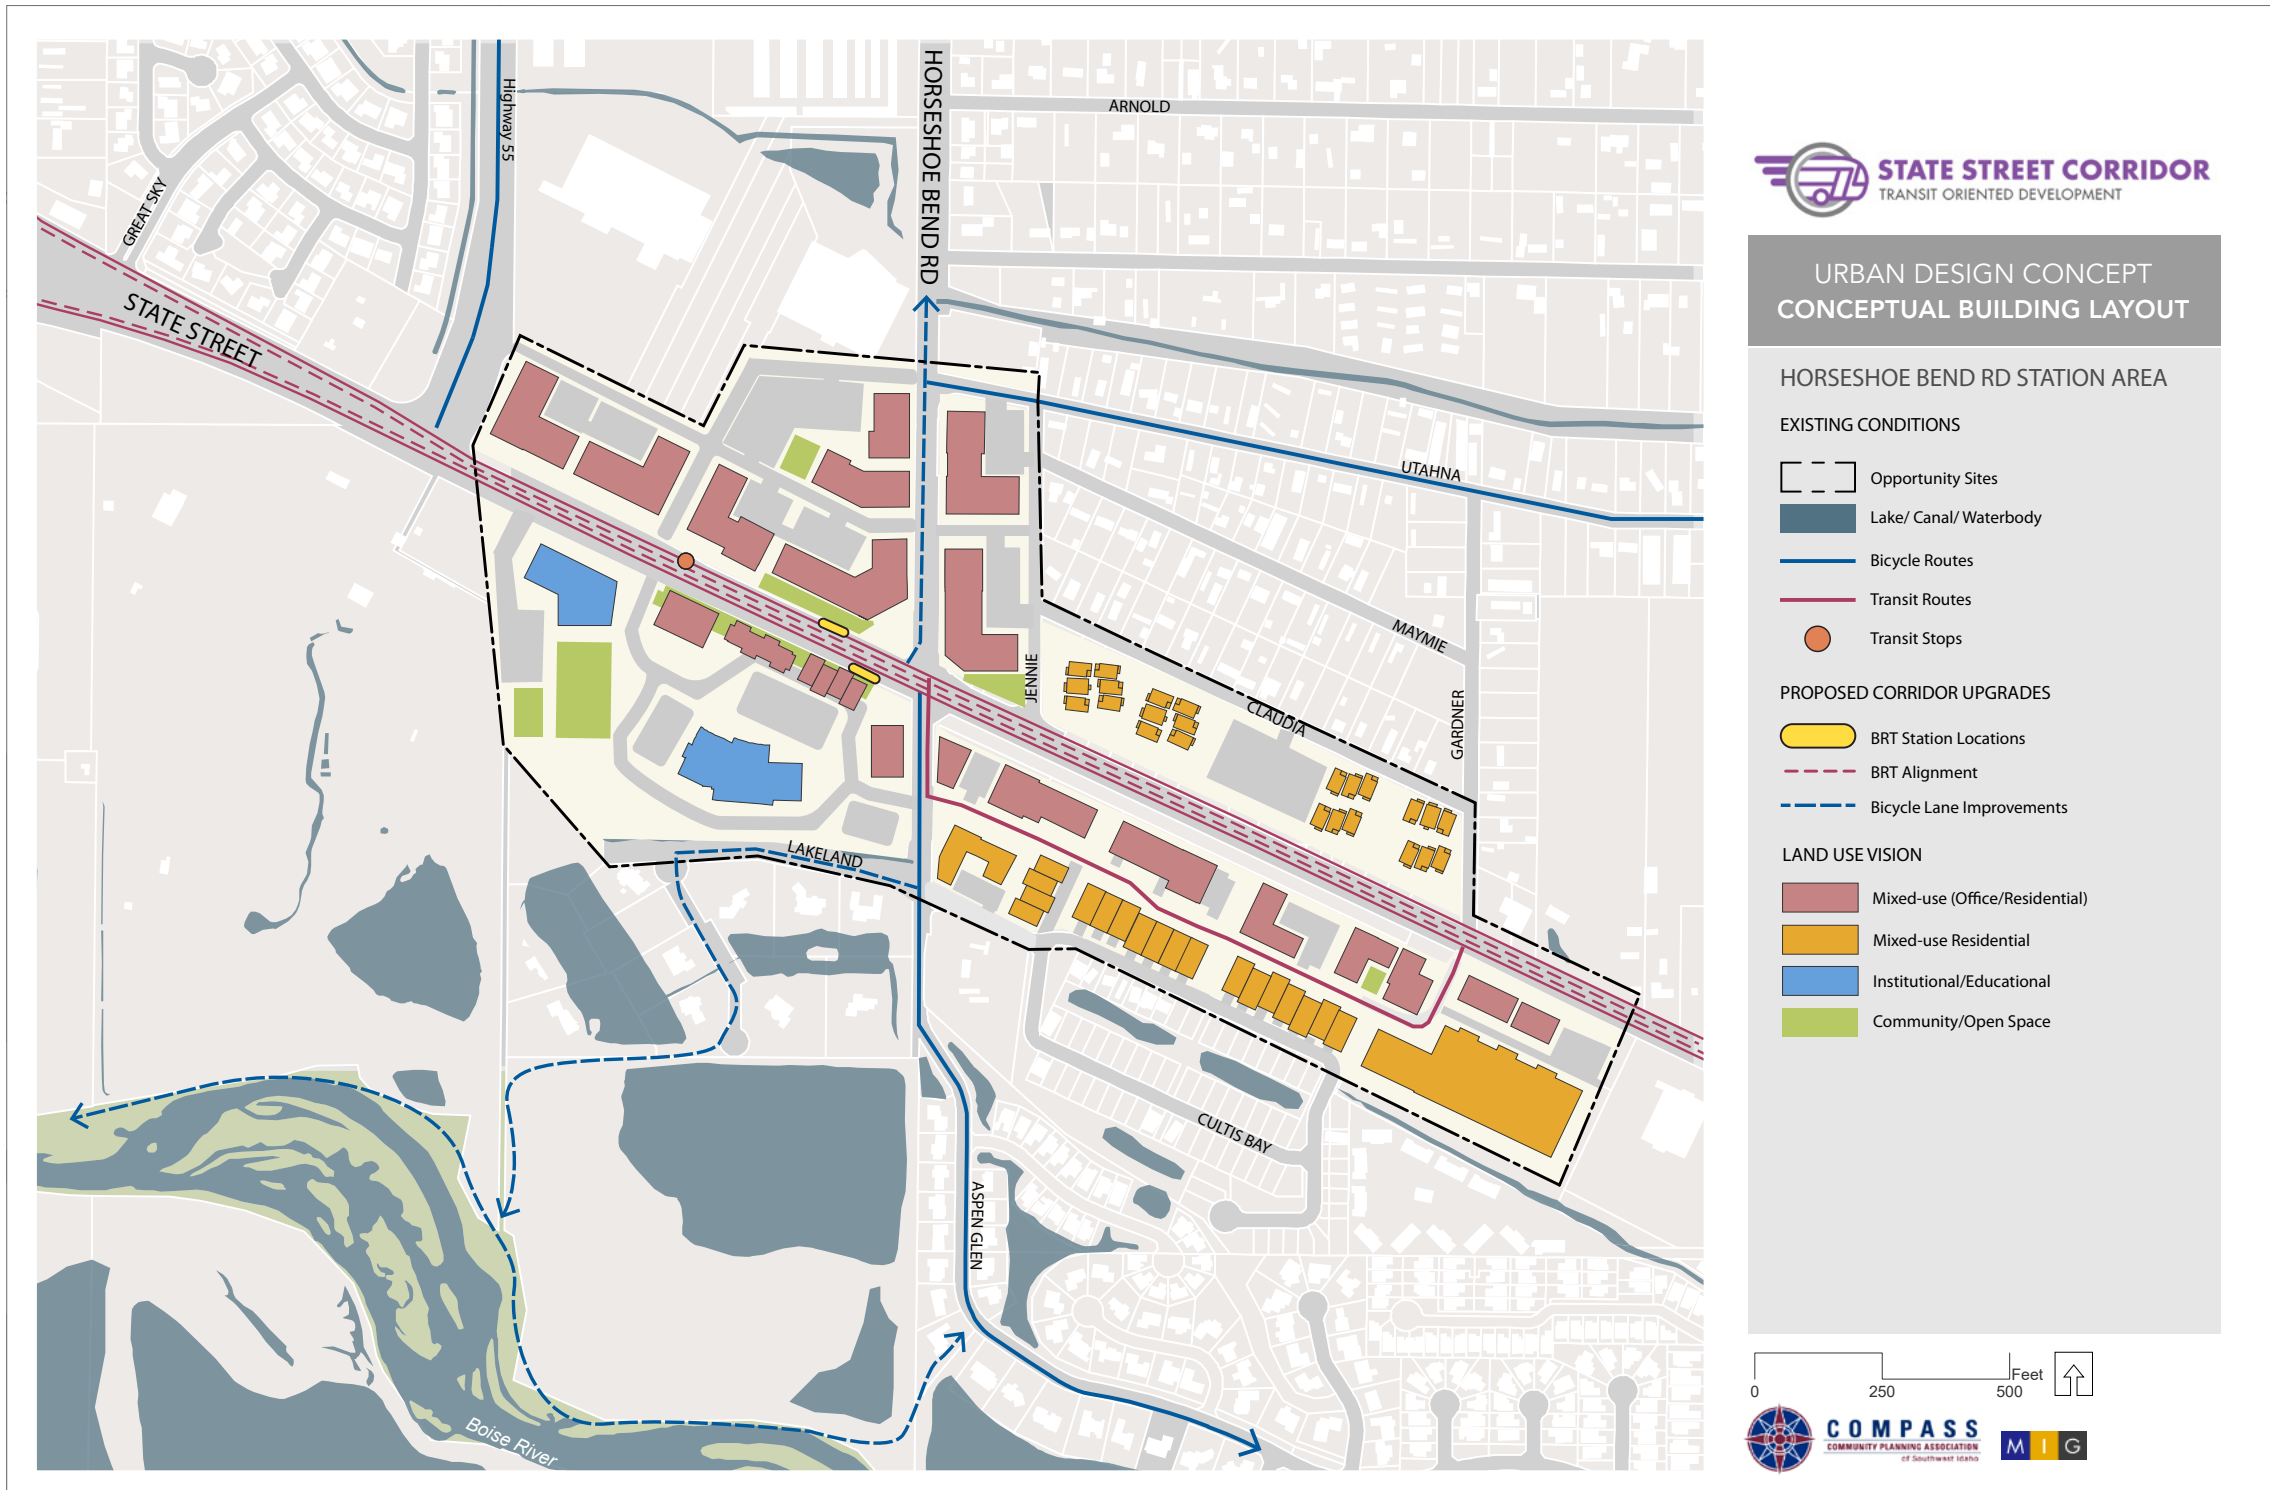 STATE STREET CORRIDOR
TRANSIT ORIENTED DEVELOPMENT
URBAN DESIGN CONCEPT
CONCEPTUAL BUILDING LAYOUT
HORSESHOE BEND RD STATION AREA
EXISTING CONDITIONS
Opportunity Sites
Lake/ Canal/ Waterbody
Bicycle Routes
Transit Routes
Transit Stops
PROPOSED CORRIDOR UPGRADES
BRT Station Locations
BRT Alignment
Bicycle Lane Improvements
LAND USE VISION
Mixed-use (Office/Residential)
Mixed-use Residential
Institutional/Educational
Community/Open Space
0 250 500 Feet
COMPASS
COMMUNITY PLANNING ASSOCIATION
of Southwest Idaho
M I G
Highway 55
HORSESHOE BEND RD
ARNOLD
GREAT SKY
STATE STREET
UTAHNA
MAYMIE
JENNIE
CLAUDIA
GARDNER
LAKELAND
CULTIS BAY
ASPEN GLEN
Boise River